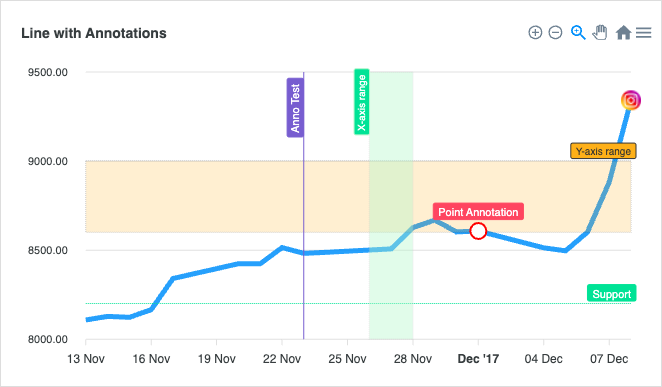 Line with Annotations
9500.00
9000.00
8500.00
8000.00
Anno Test
X-axis range
Y-axis range
Point Annotation
Support
13 Nov
16 Nov
19 Nov
22 Nov
25 Nov
28 Nov
Dec '17
04 Dec
07 Dec